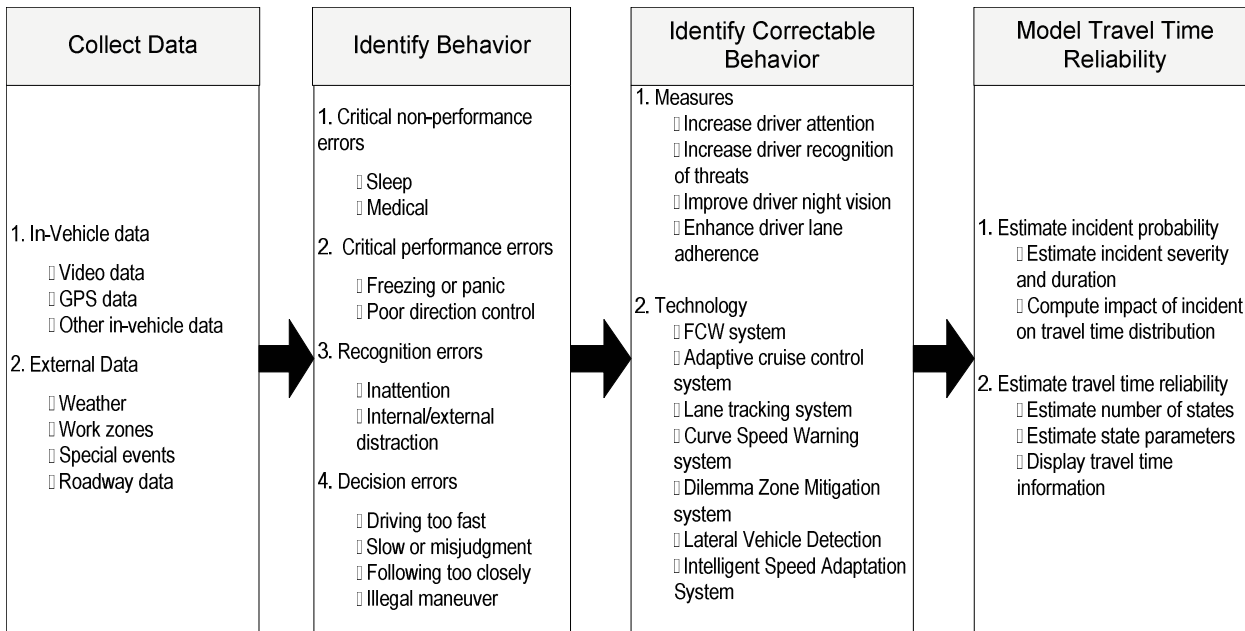 Collect Data
1. In-Vehicle data
Video data
GPS data
Other in-vehicle data
2. External Data
Weather
Work zones
Special events
Roadway data
Identify Behavior
1. Critical non-performance
errors
Sleep
Medical
2. Critical performance errors
Freezing or panic
Poor direction control
3. Recognition errors
Inattention
Internal/external
distraction
4. Decision errors
Driving too fast
Slow or misjudgment
Following too closely
Illegal maneuver
Identify Correctable
Behavior
1. Measures
Increase driver attention
Increase driver recognition
of threats
Improve driver night vision
Enhance driver lane
adherence
2. Technology
FCW system
Adaptive cruise control
system
Lane tracking system
Curve Speed Warning
system
Dilemma Zone Mitigation
system
Lateral Vehicle Detection
Intelligent Speed Adaptation
System
Model Travel Time
Reliability
1. Estimate incident probability
Estimate incident severity
and duration
Compute impact of incident
on travel time distribution
2. Estimate travel time reliability
Estimate number of states
Estimate state parameters
Display travel time
information